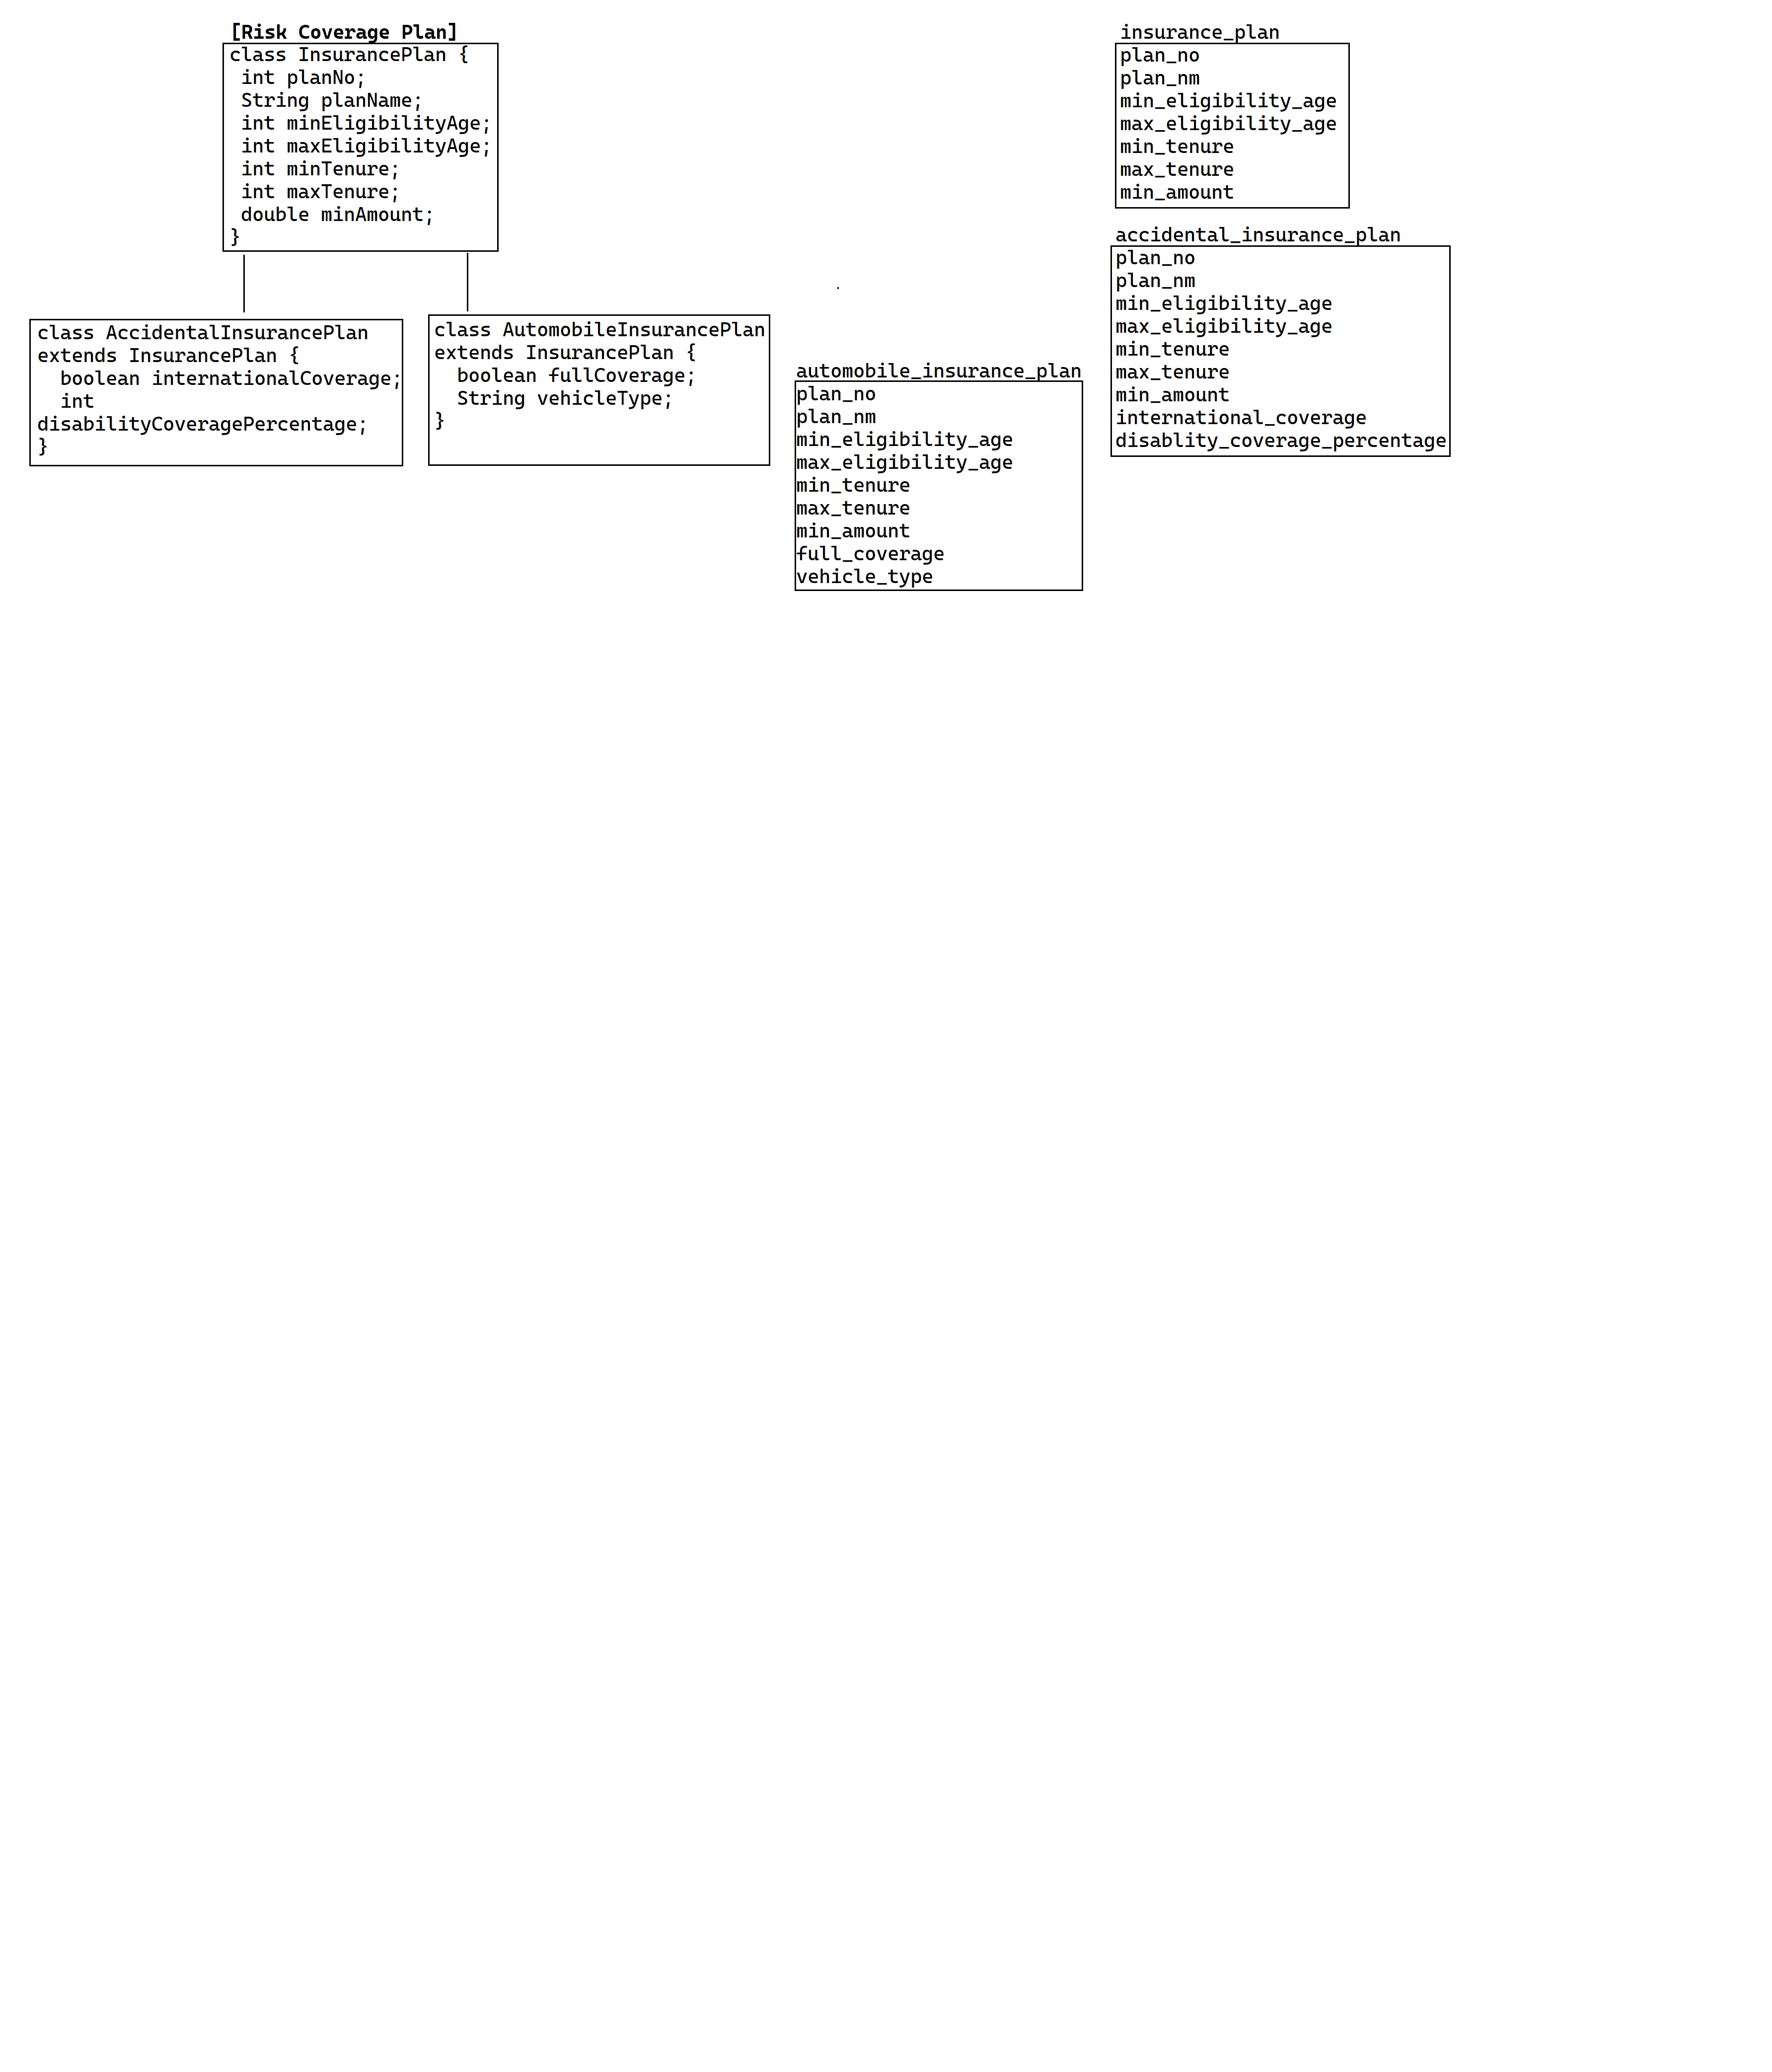 [Risk Coverage Plan]
class InsurancePlan {
int planNo;
String planName;
int minEligibilityAge;
int maxEligibilityAge;
int minTenure;
int maxTenure;
double minAmount;
}
class AccidentalInsurancePlan
extends InsurancePlan {
boolean internationalCoverage;
int
disabilityCoveragePercentage;
}
class AutomobileInsurancePlan
extends InsurancePlan {
boolean fullCoverage;
String vehicleType;
}
automobile_insurance_plan
plan_no
plan_nm
min_eligibility_age
max_eligibility_age
min_tenure
max_tenure
min_amount
full_coverage
vehicle_type
insurance_plan
plan_no
plan_nm
min_eligibility_age
max_eligibility_age
min_tenure
max_tenure
min_amount
accidental_insurance_plan
plan_no
plan_nm
min_eligibility_age
max_eligibility_age
min_tenure
max_tenure
min_amount
international_coverage
disablity_coverage_percentage